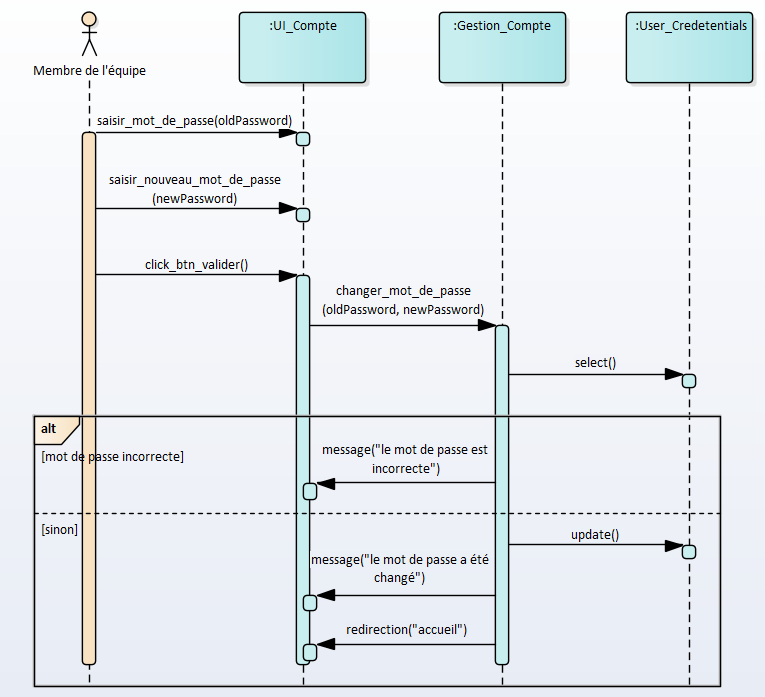 :UI_Compte
:Gestion_Compte
:User_Credetentials
Membre de l'équipe
saisir_mot_de_passe(oldPassword)
saisir_nouveau_mot_de_passe
(newPassword)
click_btn_valider()
changer_mot_de_passe
(oldPassword, newPassword)
select()
alt
[mot de passe incorrecte]
message("le mot de passe est
incorrecte")
[sinon]
update()
message("le mot de passe a été
changé")
redirection("accueil")